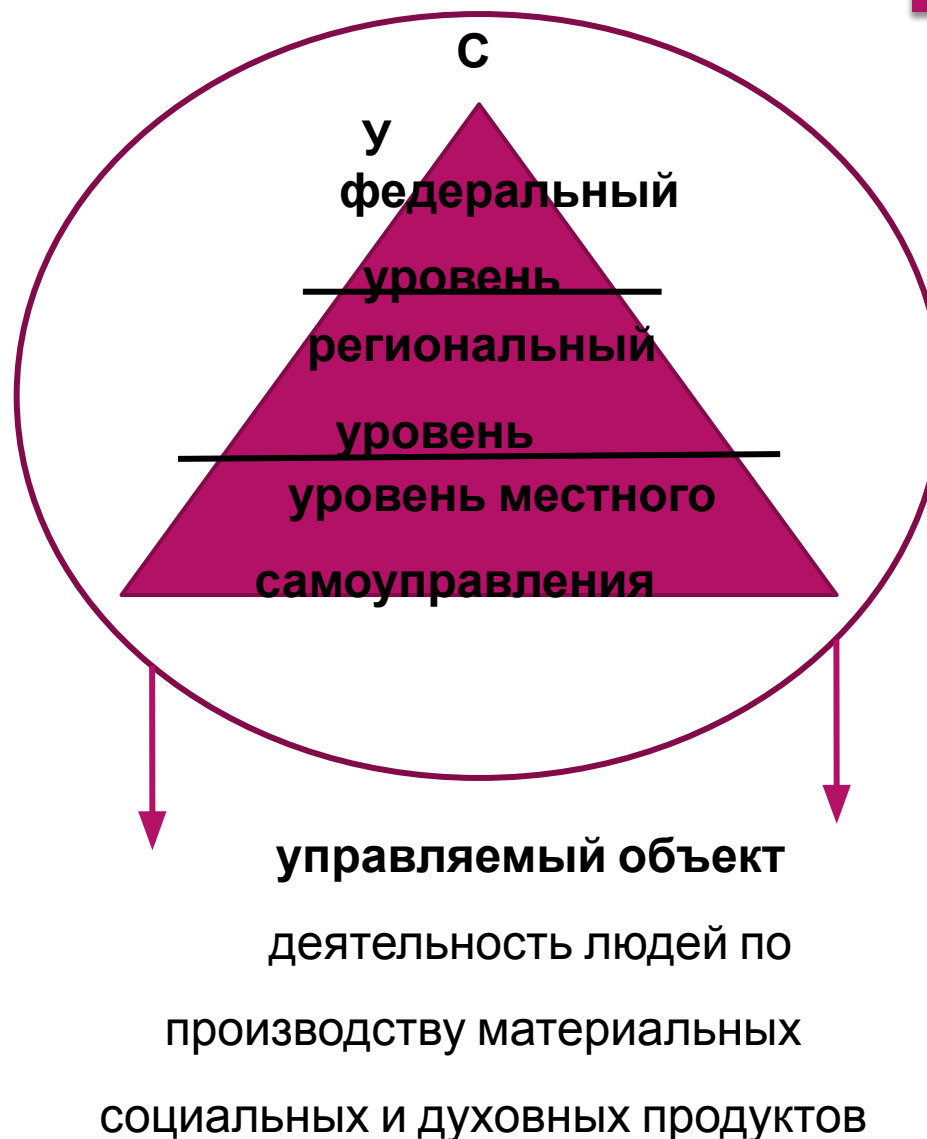 С
У
федеральный
уровень
региональный
уровень
уровень местного
самоуправления
управляемый объект
деятельность людей по
производству материальных
социальных и духовных продуктов